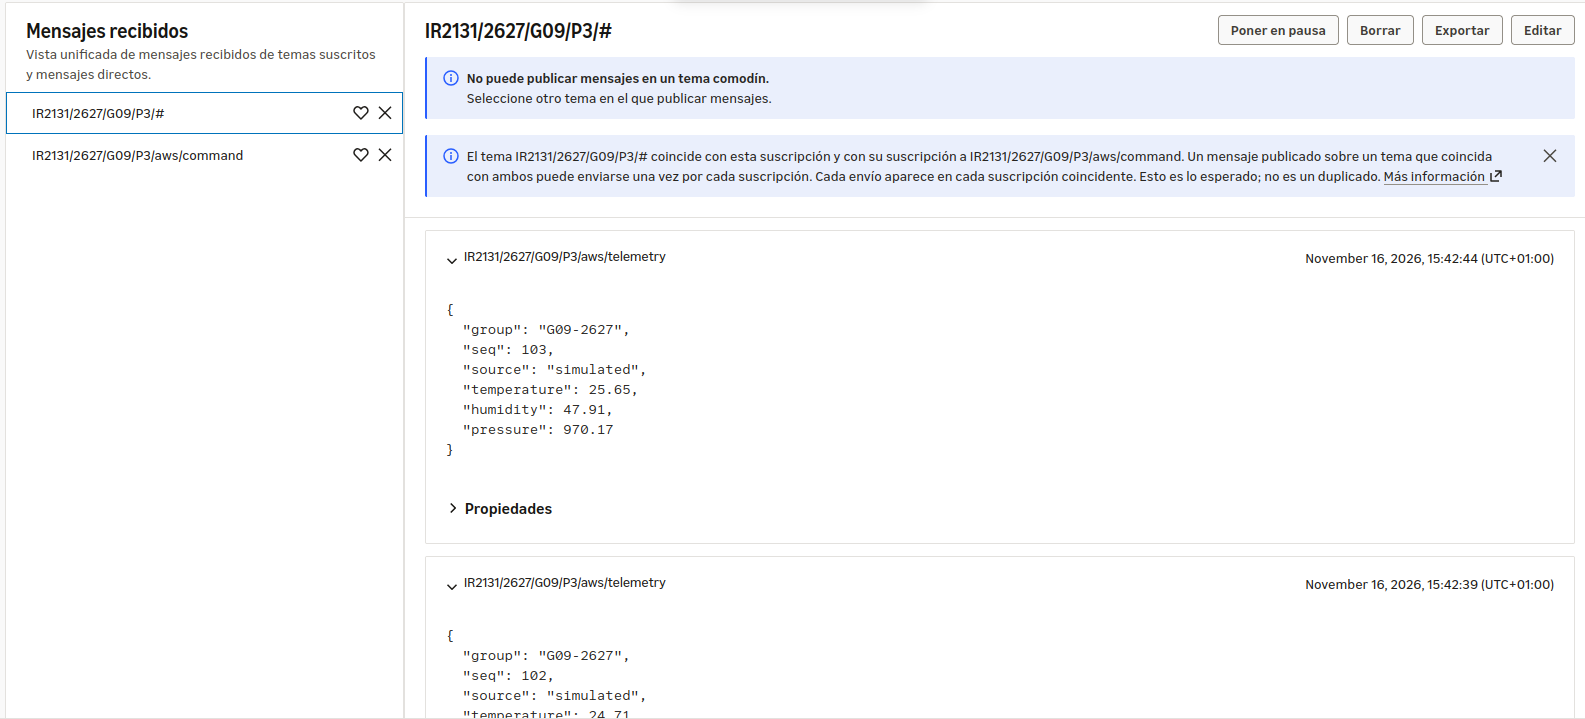 Mensajes recibidos
Vista unificada de mensajes recibidos de temas suscritos
y mensajes directos.
IR2131/2627/G09/P3/#
IR2131/2627/G09/P3/aws/command
IR2131/2627/G09/P3/#
Poner en pausa
Borrar
Exportar
Editar
No puede publicar mensajes en un tema comodín.
Seleccione otro tema en el que publicar mensajes.
El tema IR2131/2627/G09/P3/# coincide con esta suscripción y con su suscripción a IR2131/2627/G09/P3/aws/command. Un mensaje publicado sobre un tema que coincida
con ambos puede enviarse una vez por cada suscripción. Cada envío aparece en cada suscripción coincidente. Esto es lo esperado; no es un duplicado. Más información
IR2131/2627/G09/P3/aws/telemetry
November 16, 2026, 15:42:44 (UTC+01:00)
{
"group": "G09-2627",
"seq": 103,
"source": "simulated",
"temperature": 25.65,
"humidity": 47.91,
"pressure": 970.17
}
Propiedades
IR2131/2627/G09/P3/aws/telemetry
November 16, 2026, 15:42:39 (UTC+01:00)
{
"group": "G09-2627",
"seq": 102,
"source": "simulated",
"temperature": 24.71